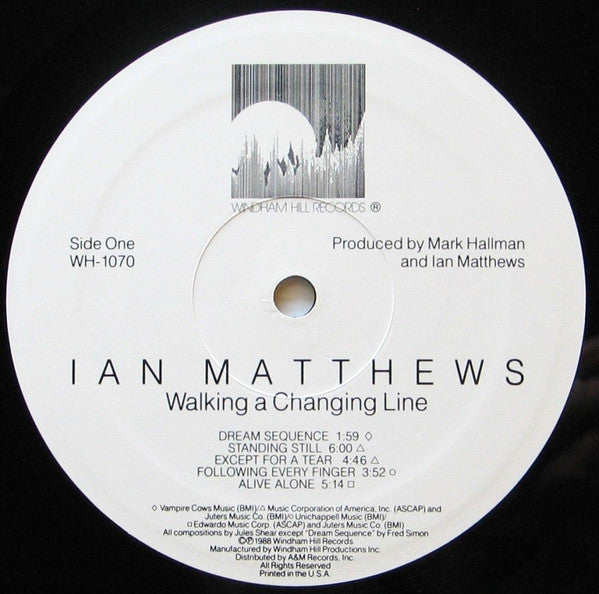 WINDHAM HILL RECORDS ®
Side One
WH-1070
Produced by Mark Hallman
and Ian Matthews
IAN MATTHEWS
Walking a Changing Line
DREAM SEQUENCE 1:59 ◊
STANDING STILL 6:00 △
EXCEPT FOR A TEAR 4:46 △
FOLLOWING EVERY FINGER 3:52 ○
ALIVE ALONE 5:14 □
◊ Vampire Cows Music (BMI)/△ Music Corporation of America, Inc. (ASCAP) and
Juters Music Co. (BMI)/○ Unichappell Music (BMI)/
□ Edwardo Music Corp. (ASCAP) and Juters Music Co. (BMI)
All compositions by Jules Shear except "Dream Sequence" by Fred Simon
©℗ 1988 Windham Hill Records
Manufactured by Windham Hill Productions Inc.
Distributed by A&M Records, Inc.
All Rights Reserved
Printed in the U.S.A.